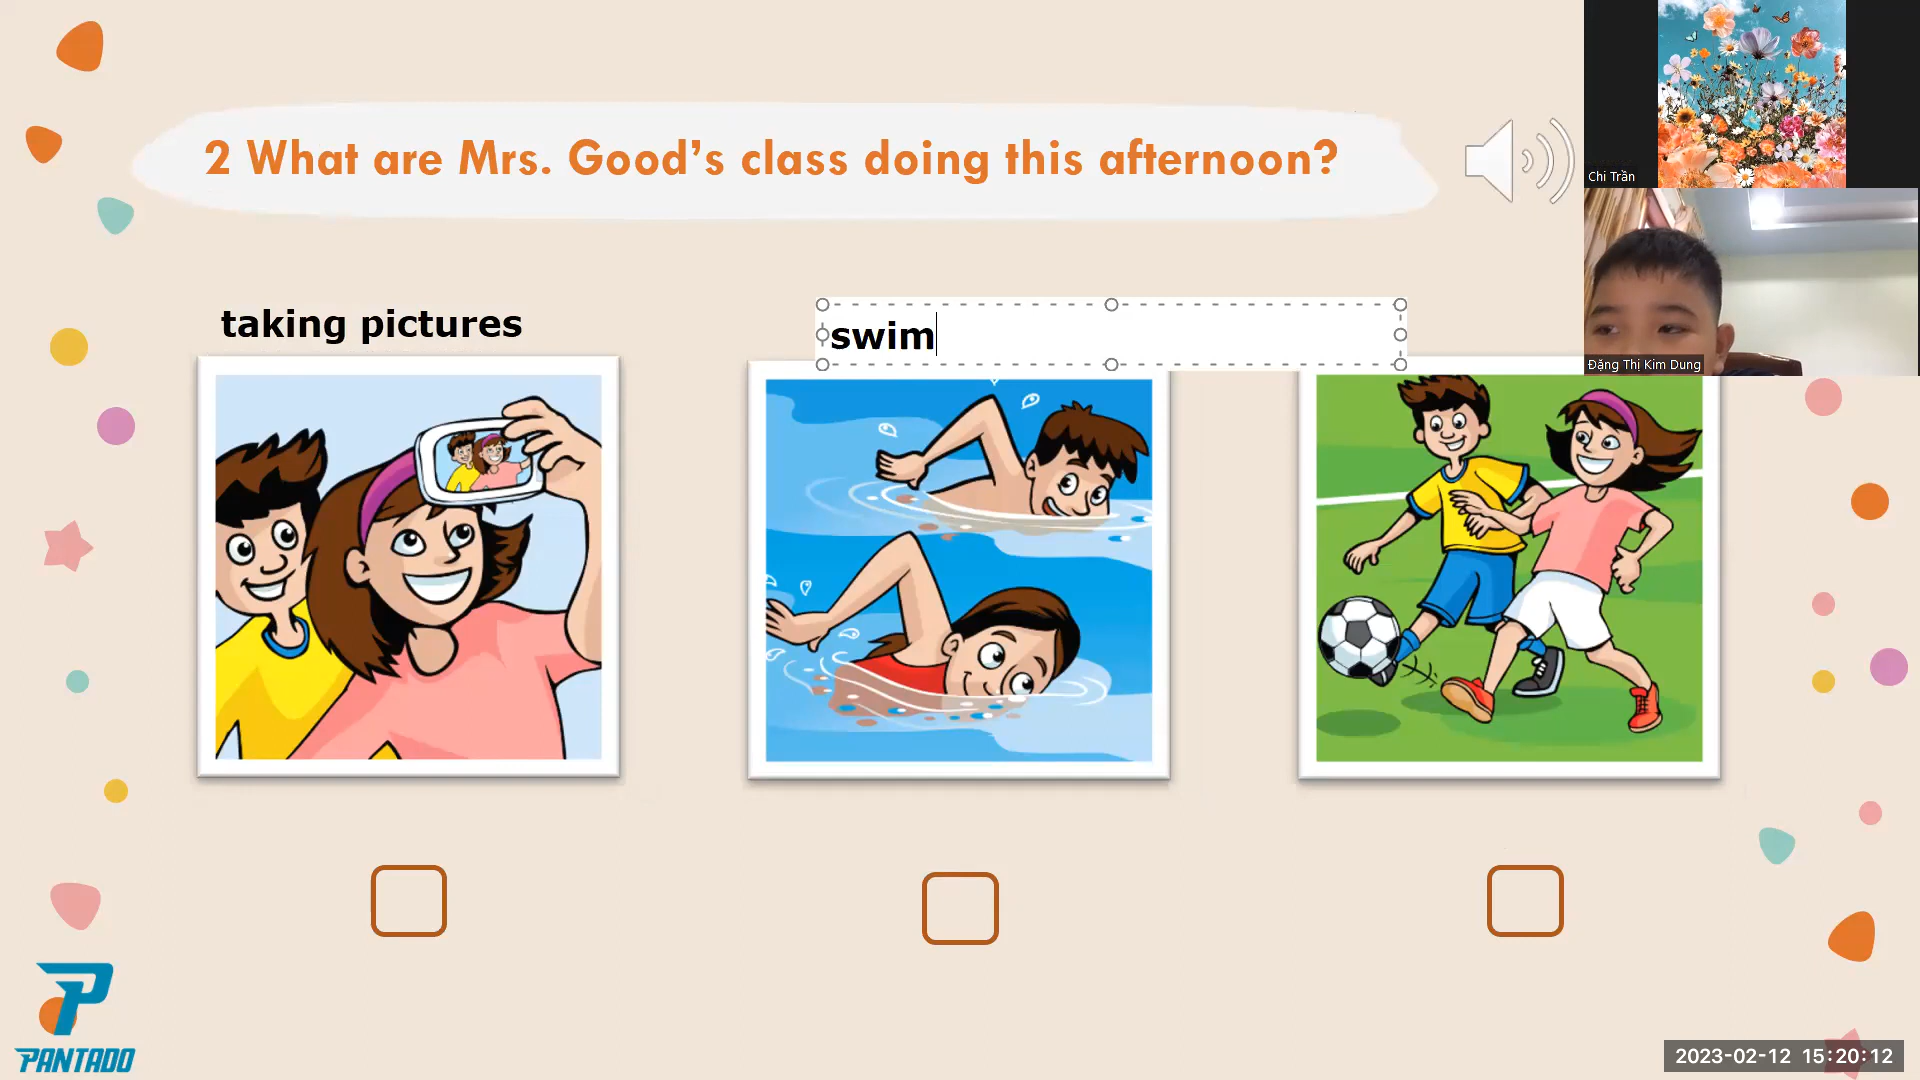 2 What are Mrs. Good’s class doing this afternoon?
Chi Trần
taking pictures
swim
Đặng Thị Kim Dung
PANTADO
2023-02-12 15:20:12